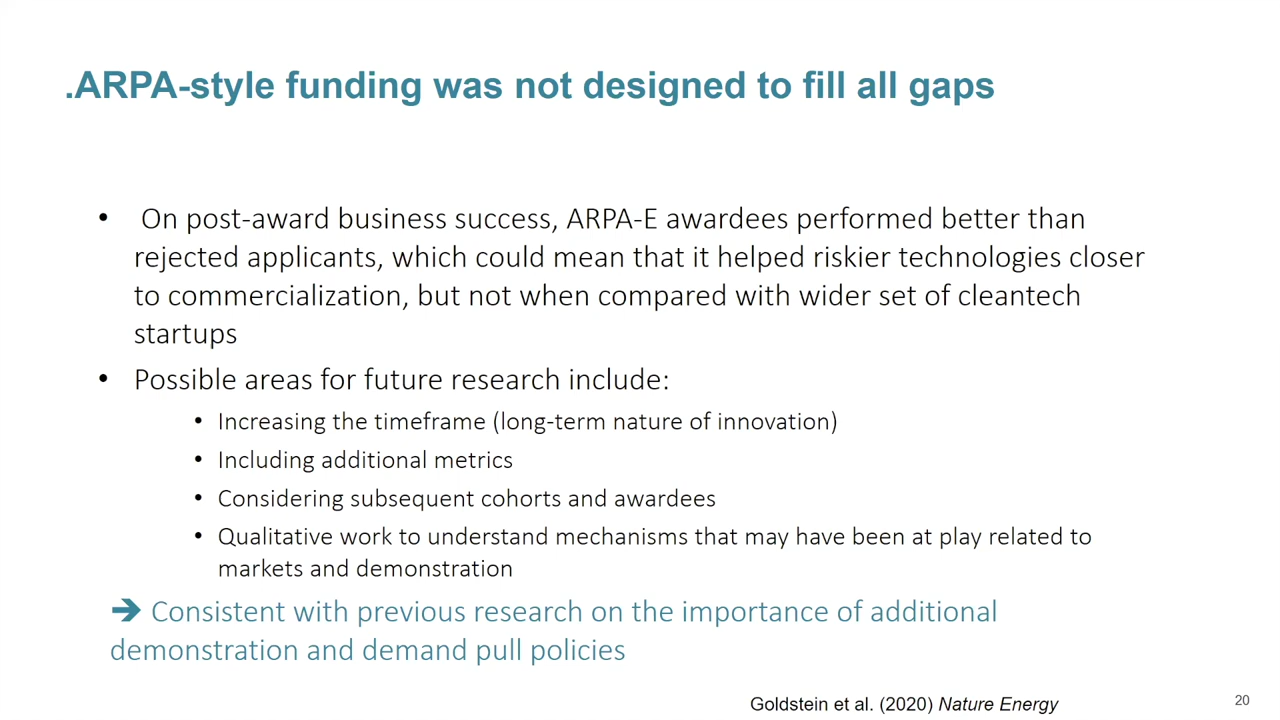 .ARPA-style funding was not designed to fill all gaps
• On post-award business success, ARPA-E awardees performed better than
rejected applicants, which could mean that it helped riskier technologies closer
to commercialization, but not when compared with wider set of cleantech
startups
• Possible areas for future research include:
• Increasing the timeframe (long-term nature of innovation)
• Including additional metrics
• Considering subsequent cohorts and awardees
• Qualitative work to understand mechanisms that may have been at play related to
markets and demonstration
➔ Consistent with previous research on the importance of additional
demonstration and demand pull policies
Goldstein et al. (2020) Nature Energy
20